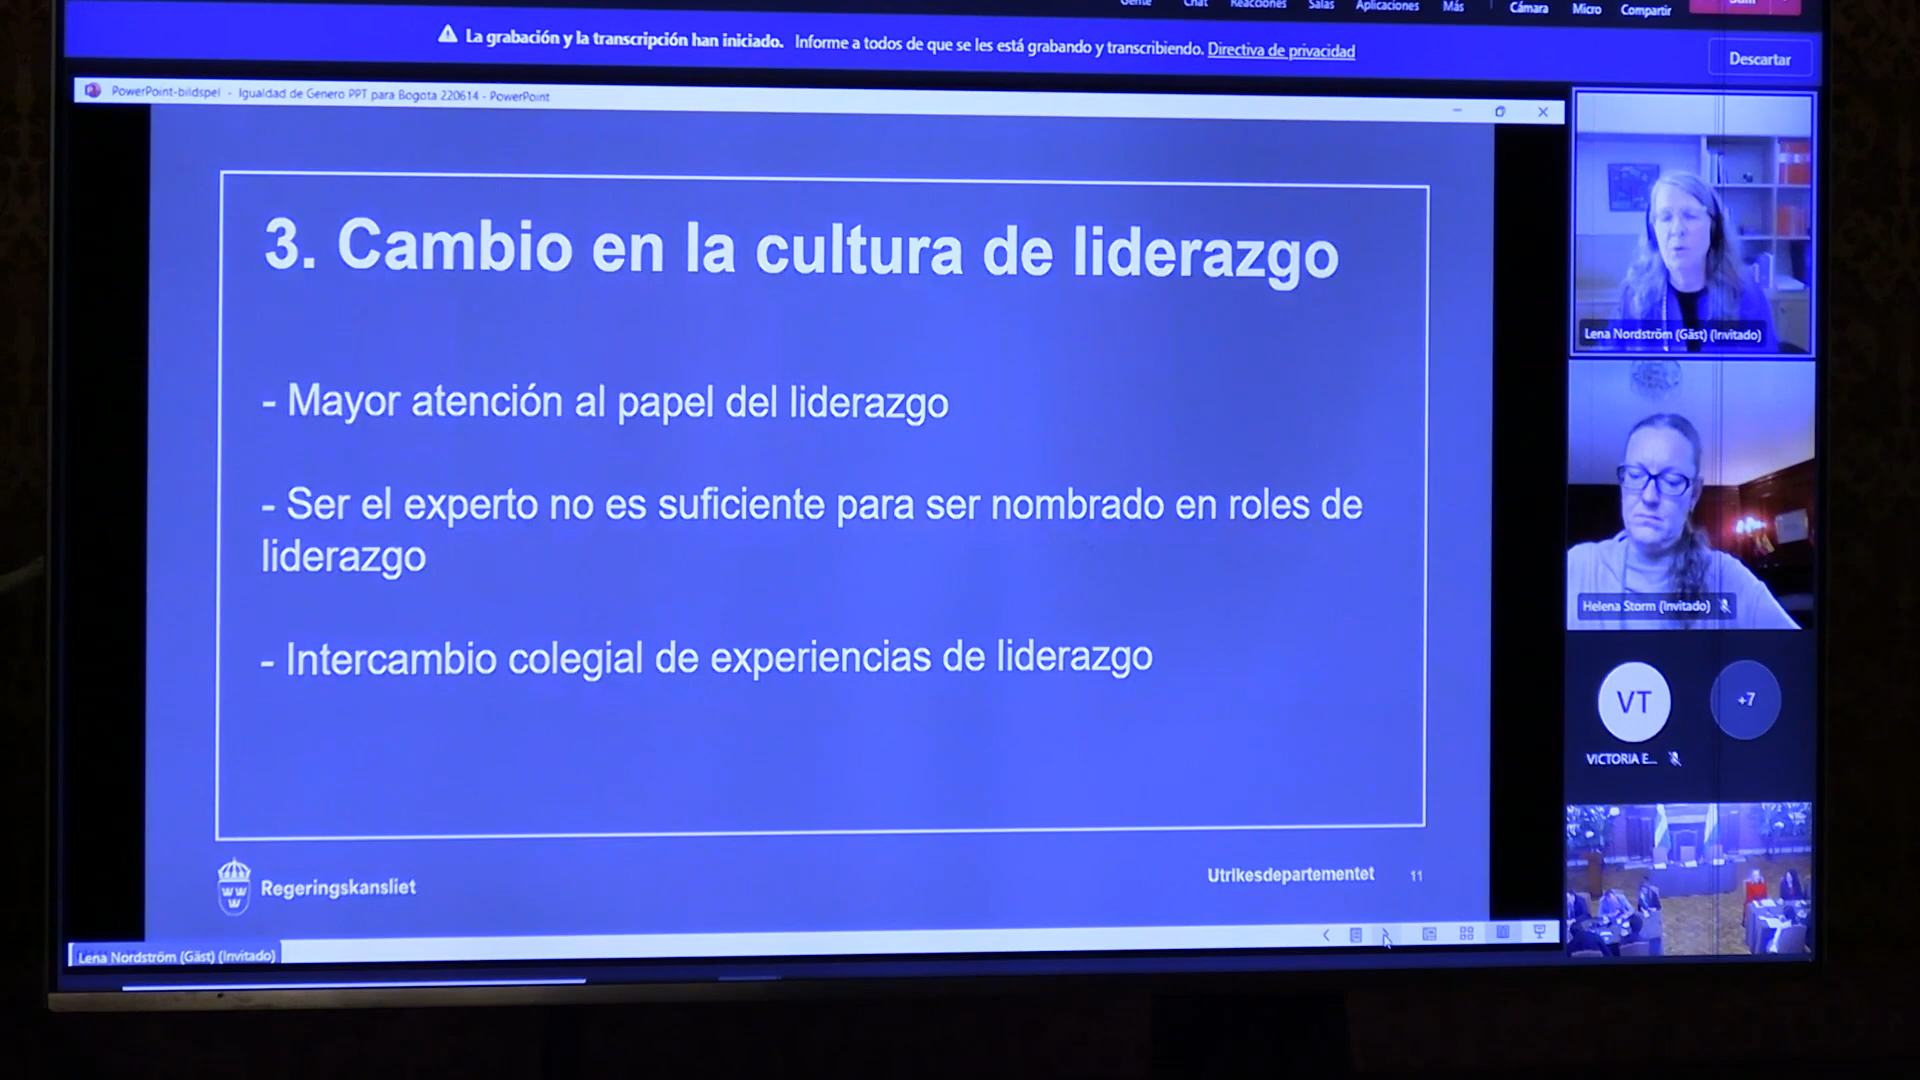 Gente Chat Reacciones Salas Aplicaciones Más Cámara Micro Compartir
La grabación y la transcripción han iniciado. Informe a todos de que se les está grabando y transcribiendo. Directiva de privacidad
Descartar
PowerPoint-bildspel - Igualdad de Genero PPT para Bogota 220614 - PowerPoint
3. Cambio en la cultura de liderazgo
- Mayor atención al papel del liderazgo
- Ser el experto no es suficiente para ser nombrado en roles de
liderazgo
- Intercambio colegial de experiencias de liderazgo
Regeringskansliet
Utrikesdepartementet 11
Lena Nordström (Gäst) (Invitado)
Lena Nordström (Gäst) (Invitado)
Helena Storm (Invitado)
VT
+7
VICTORIA E...